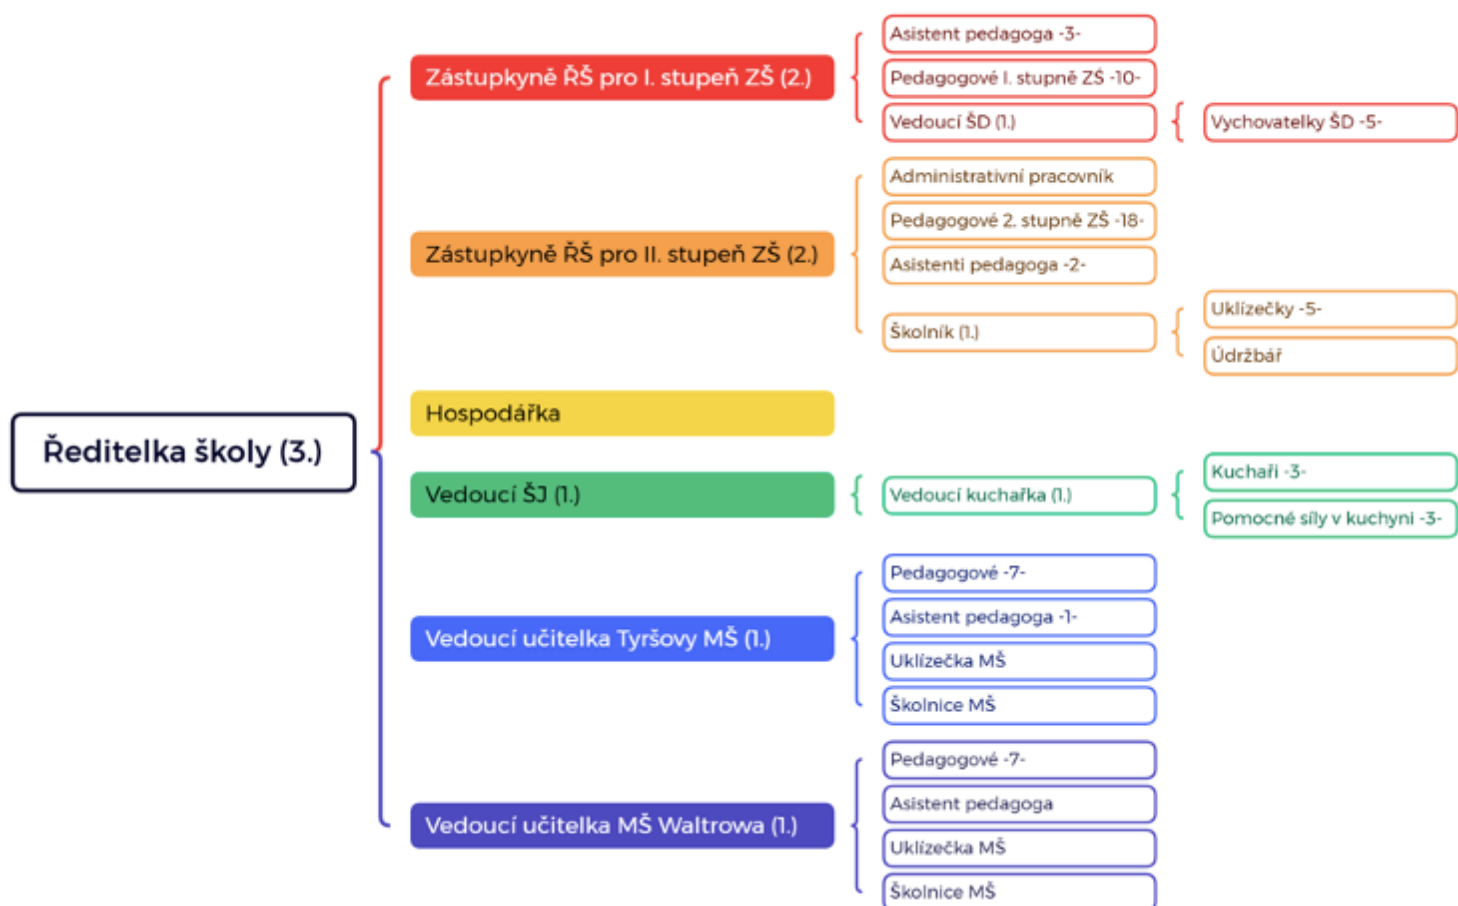 Ředitelka školy (3.)
Zástupkyně ŘŠ pro I. stupeň ZŠ (2.)
Asistent pedagoga -3-
Pedagogové I. stupně ZŠ -10-
Vedoucí ŠD (1.)
Vychovatelky ŠD -5-
Zástupkyně ŘŠ pro II. stupeň ZŠ (2.)
Administrativní pracovník
Pedagogové 2. stupně ZŠ -18-
Asistenti pedagoga -2-
Školník (1.)
Uklízečky -5-
Údržbář
Hospodářka
Vedoucí ŠJ (1.)
Vedoucí kuchařka (1.)
Kuchaři -3-
Pomocné síly v kuchyni -3-
Vedoucí učitelka Tyršovy MŠ (1.)
Pedagogové -7-
Asistent pedagoga -1-
Uklízečka MŠ
Školnice MŠ
Vedoucí učitelka MŠ Waltrowa (1.)
Pedagogové -7-
Asistent pedagoga
Uklízečka MŠ
Školnice MŠ